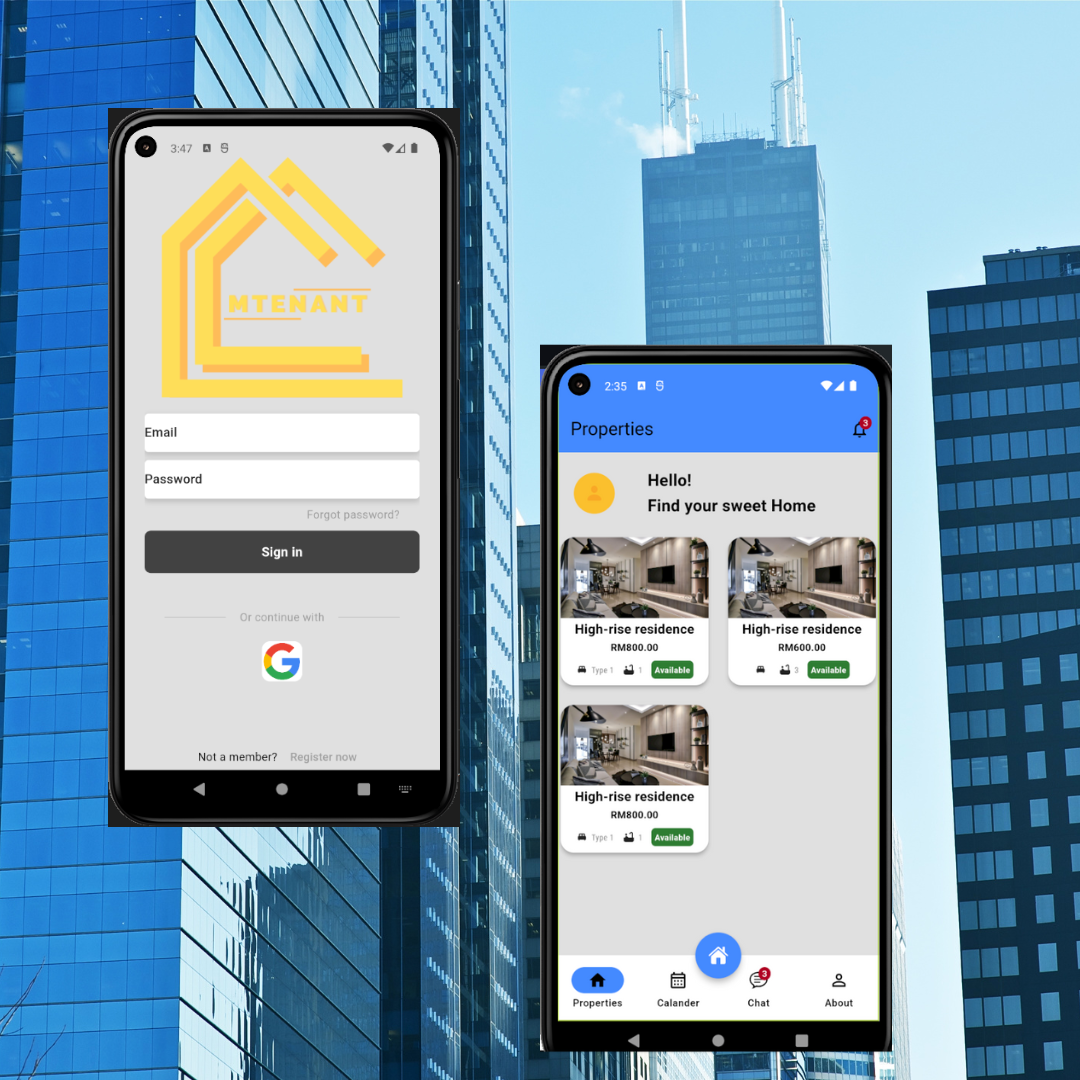 3:47
MTENANT
Email
Password
Forgot password?
Sign in
Or continue with
G
Not a member? Register now
2:35
Properties
3
Hello!
Find your sweet Home
High-rise residence
RM800.00
Type 1 1 Available
High-rise residence
RM600.00
3 Available
High-rise residence
RM800.00
Type 1 1 Available
3
Properties Calander Chat About